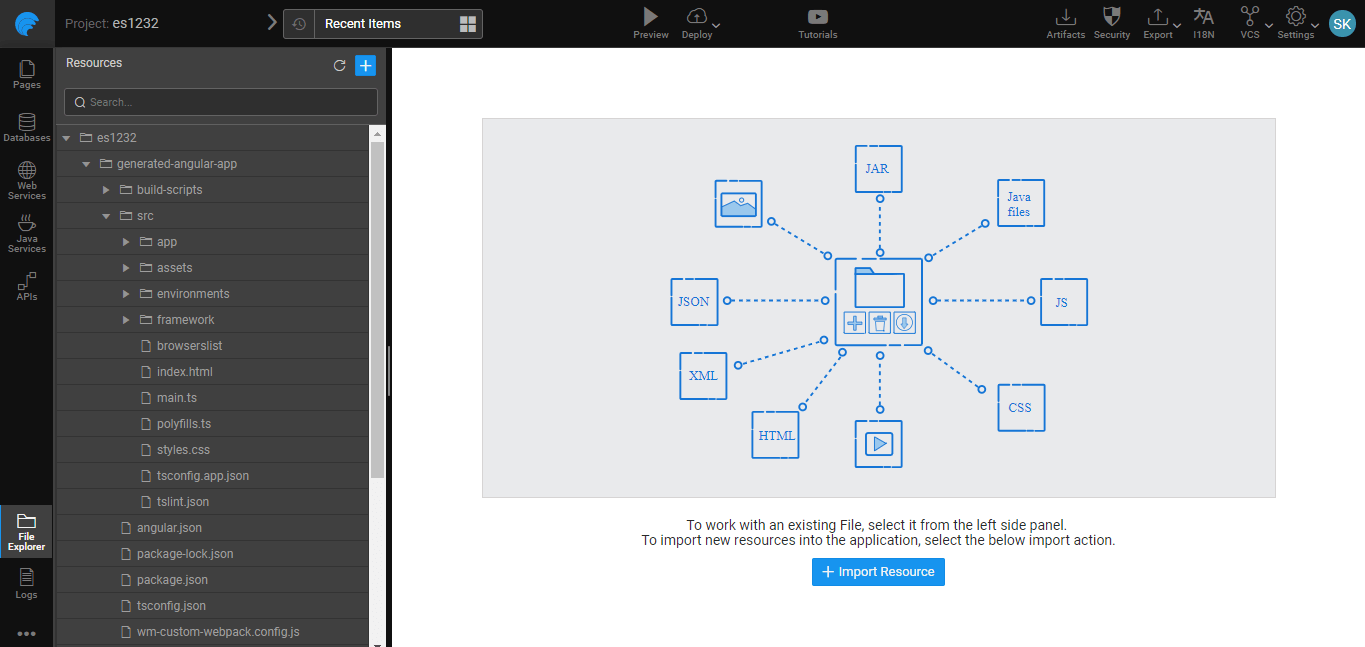 Project: es1232
Recent Items
Preview
Deploy
Tutorials
Artifacts
Security
Export
I18N
VCS
Settings
SK
Pages
Databases
Web
Services
Java
Services
APIs
File
Explorer
Logs
Resources
Search...
es1232
generated-angular-app
build-scripts
src
app
assets
environments
framework
browserslist
index.html
main.ts
polyfills.ts
styles.css
tsconfig.app.json
tslint.json
angular.json
package-lock.json
package.json
tsconfig.json
wm-custom-webpack.config.js
JAR
Java
files
JSON
JS
XML
CSS
HTML
To work with an existing File, select it from the left side panel.
To import new resources into the application, select the below import action.
+ Import Resource